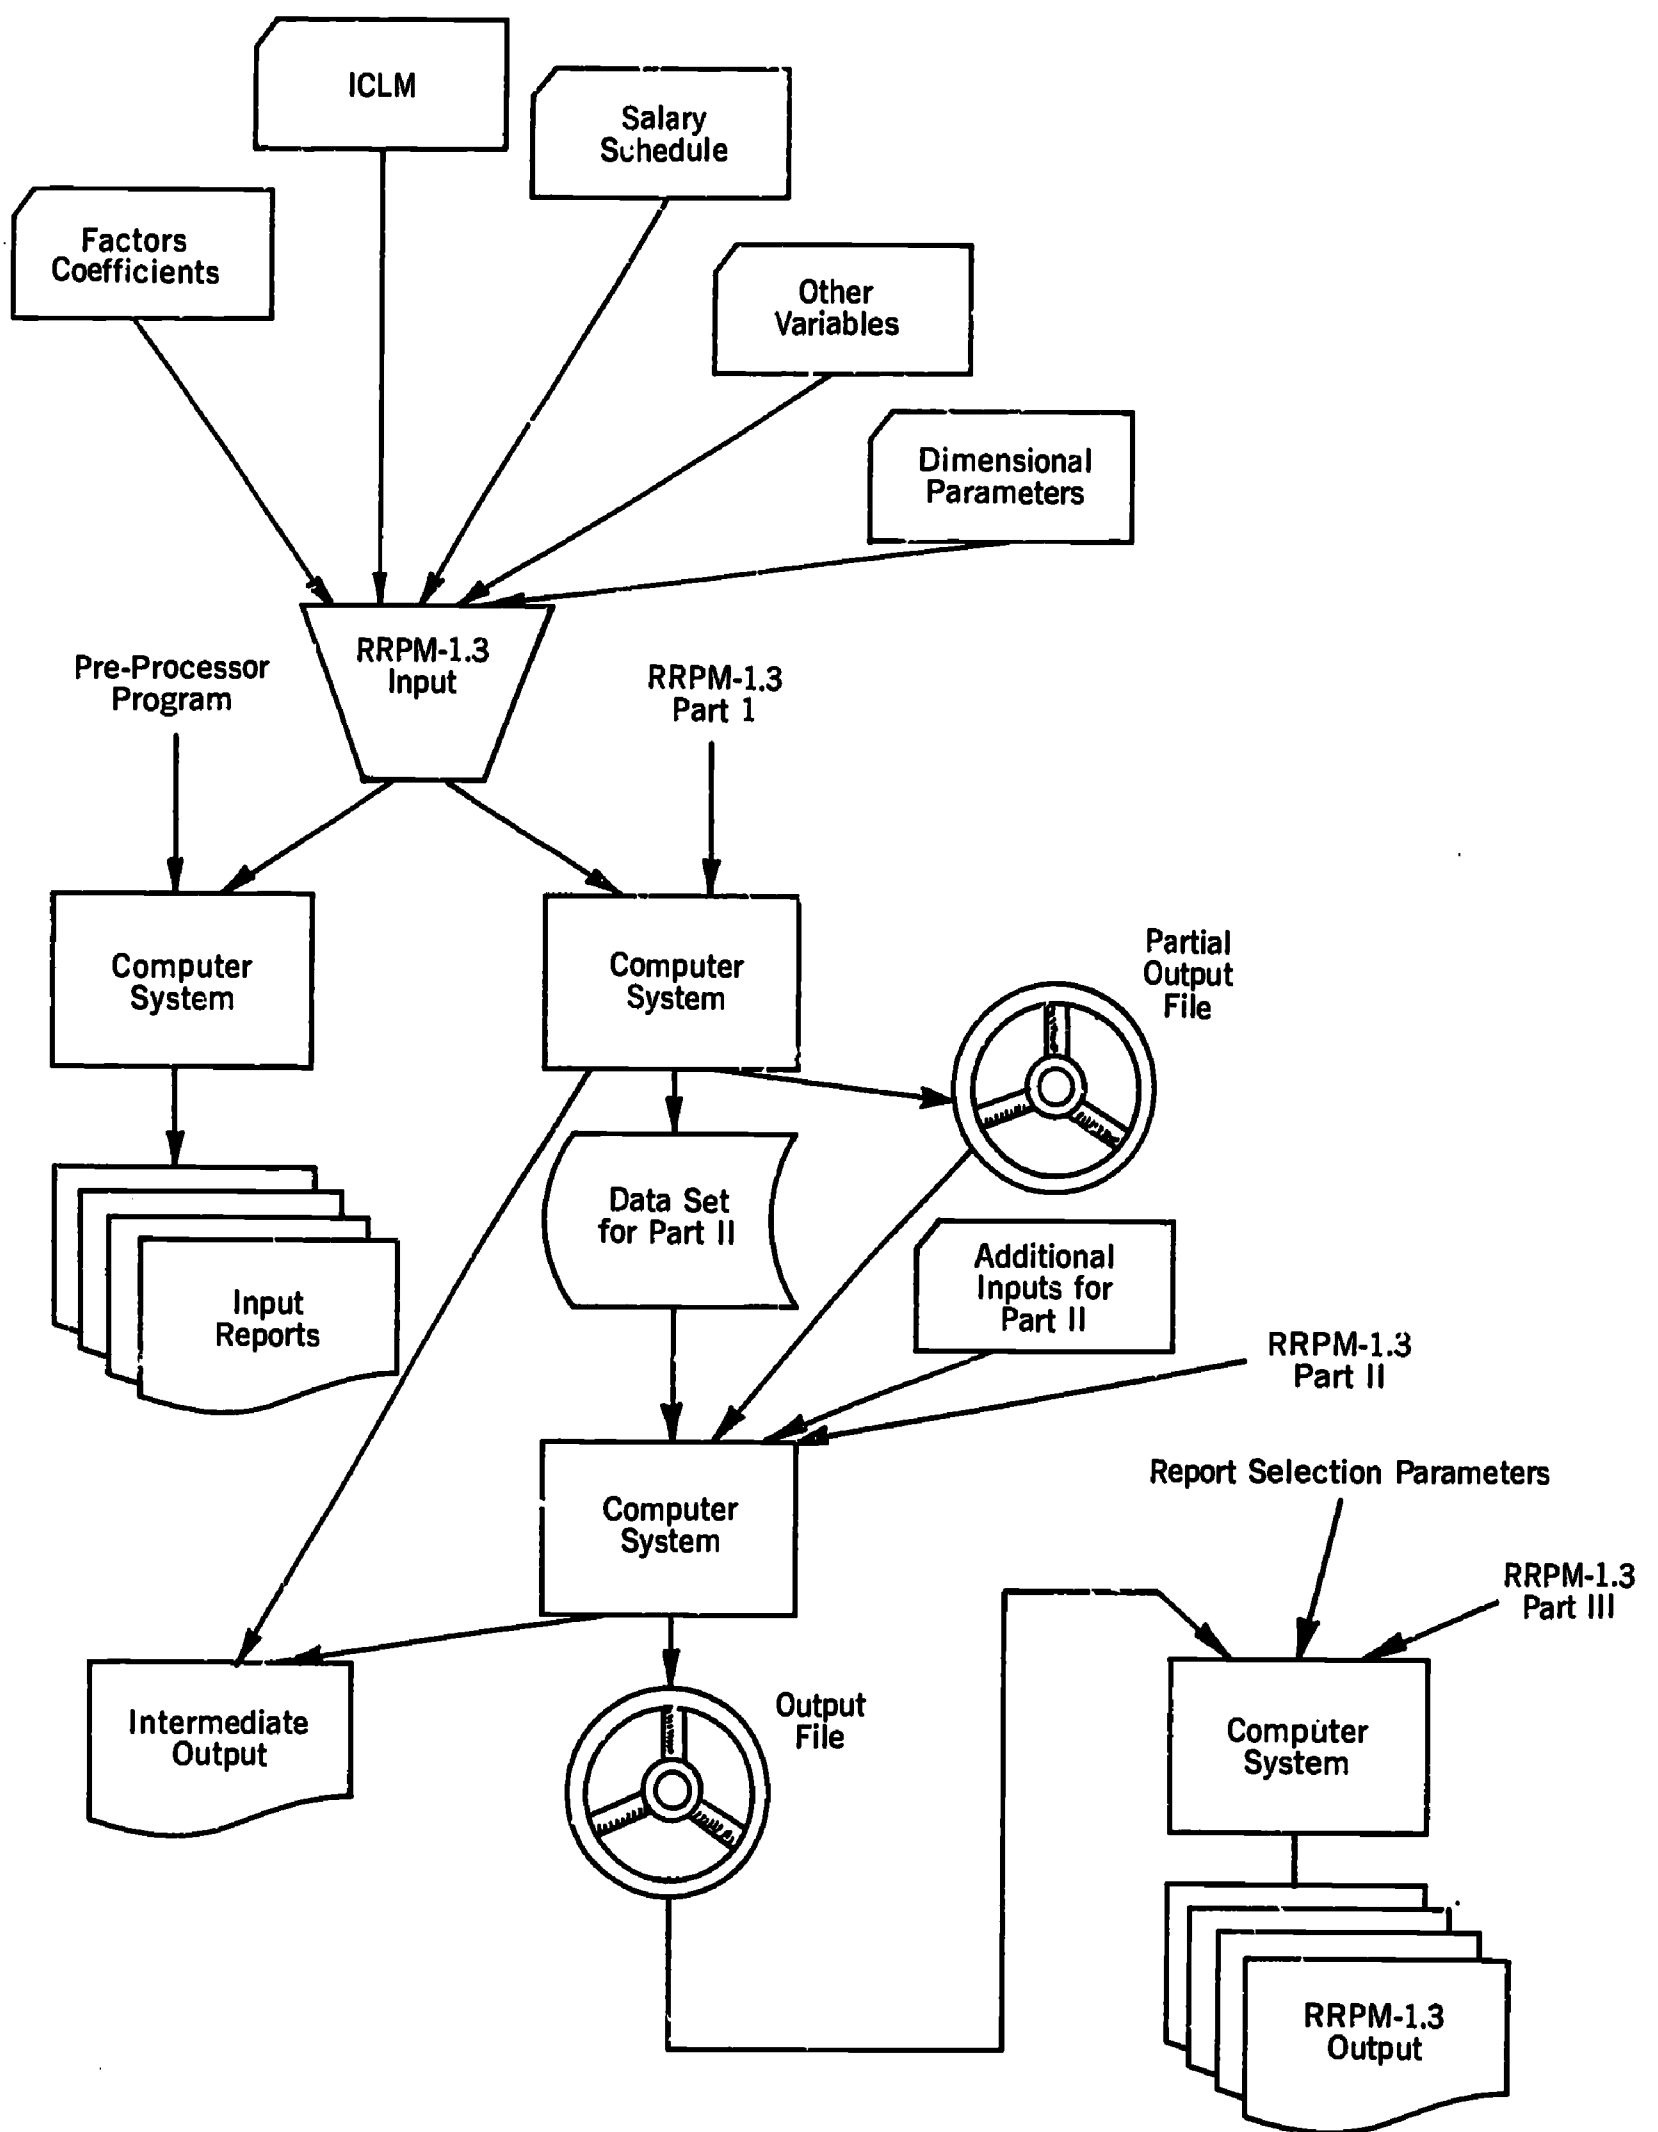 ICLM
Salary
Schedule
Factors
Coefficients
Other
Variables
Dimensional
Parameters
RRPM-1.3
Input
Pre-Processor
Program
RRPM-1.3
Part 1
Computer
System
Computer
System
Partial
Output
File
Data Set
for Part II
Additional
Inputs for
Part II
Input
Reports
RRPM-1.3
Part II
Computer
System
Report Selection Parameters
RRPM-1.3
Part III
Intermediate
Output
Output
File
Computer
System
RRPM-1.3
Output